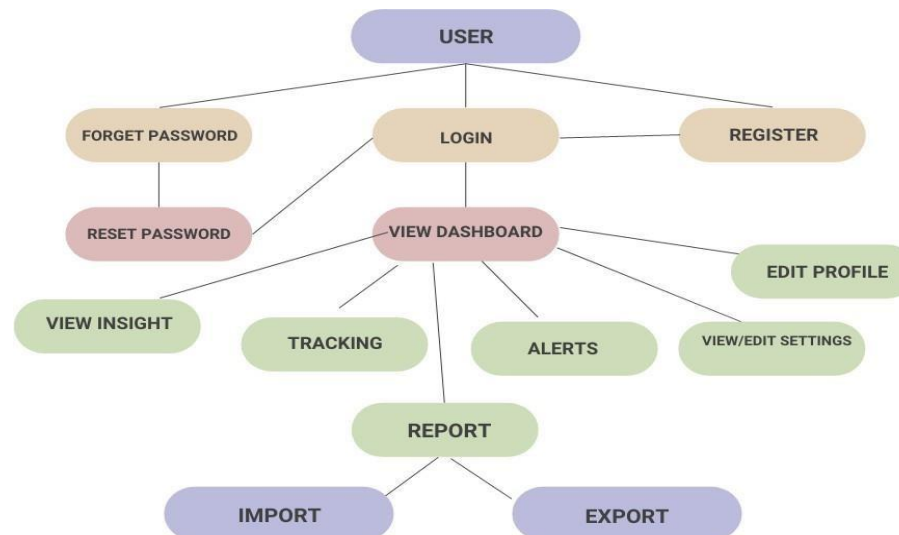 USER
FORGET PASSWORD
LOGIN
REGISTER
RESET PASSWORD
VIEW DASHBOARD
EDIT PROFILE
VIEW INSIGHT
TRACKING
ALERTS
VIEW/EDIT SETTINGS
REPORT
IMPORT
EXPORT